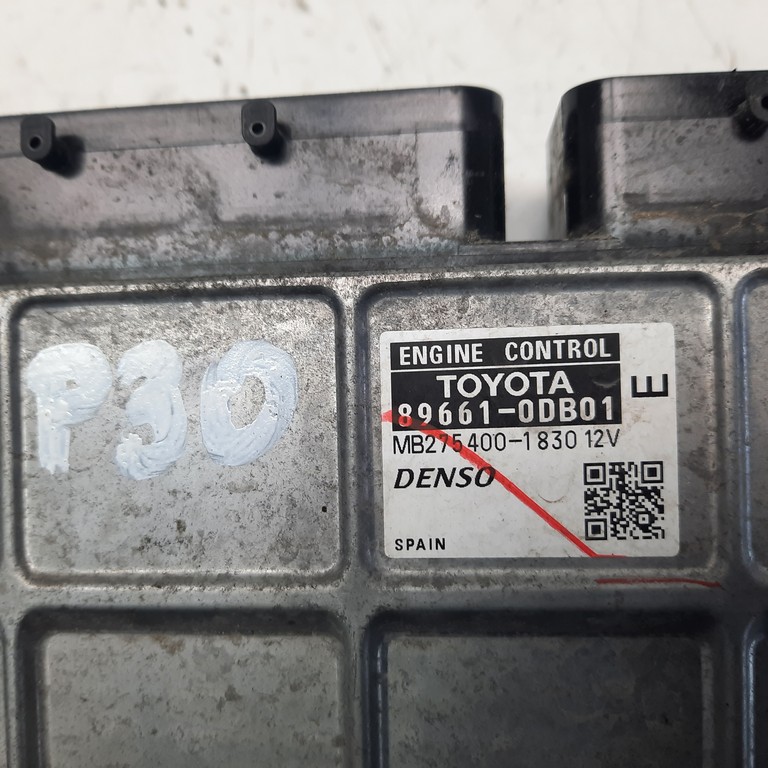 P30
ENGINE CONTROL
TOYOTA
89661-0DB01
E
MB275400-1830 12V
DENSO
SPAIN